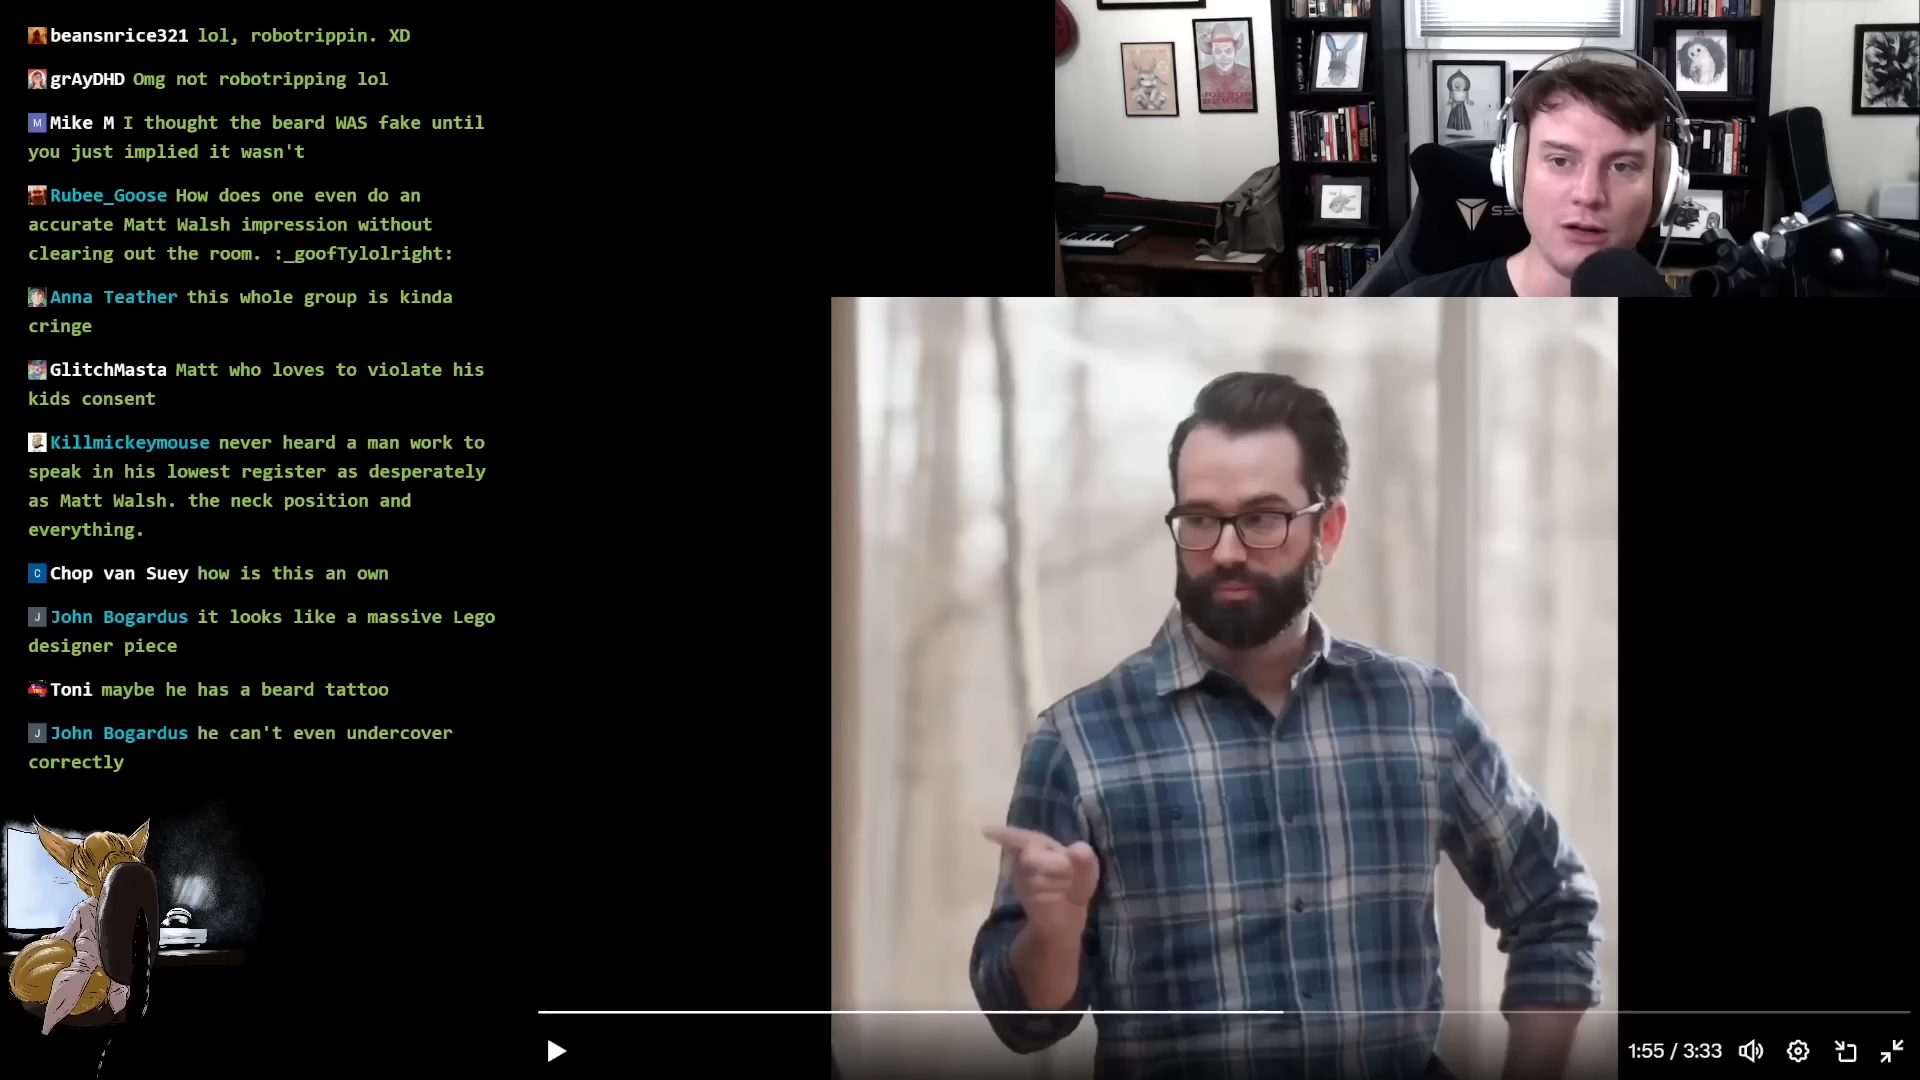 beansnrice321 lol, robotrippin. XD
grAyDHD Omg not robotripping lol
M Mike M I thought the beard WAS fake until
you just implied it wasn't
Rubee_Goose How does one even do an
accurate Matt Walsh impression without
clearing out the room. :_goofTylolright:
Anna Teather this whole group is kinda
cringe
GlitchMasta Matt who loves to violate his
kids consent
Killmickeymouse never heard a man work to
speak in his lowest register as desperately
as Matt Walsh. the neck position and
everything.
C Chop van Suey how is this an own
J John Bogardus it looks like a massive Lego
designer piece
Toni maybe he has a beard tattoo
J John Bogardus he can't even undercover
correctly
JOE BOB
BRIGGS
1:55 / 3:33